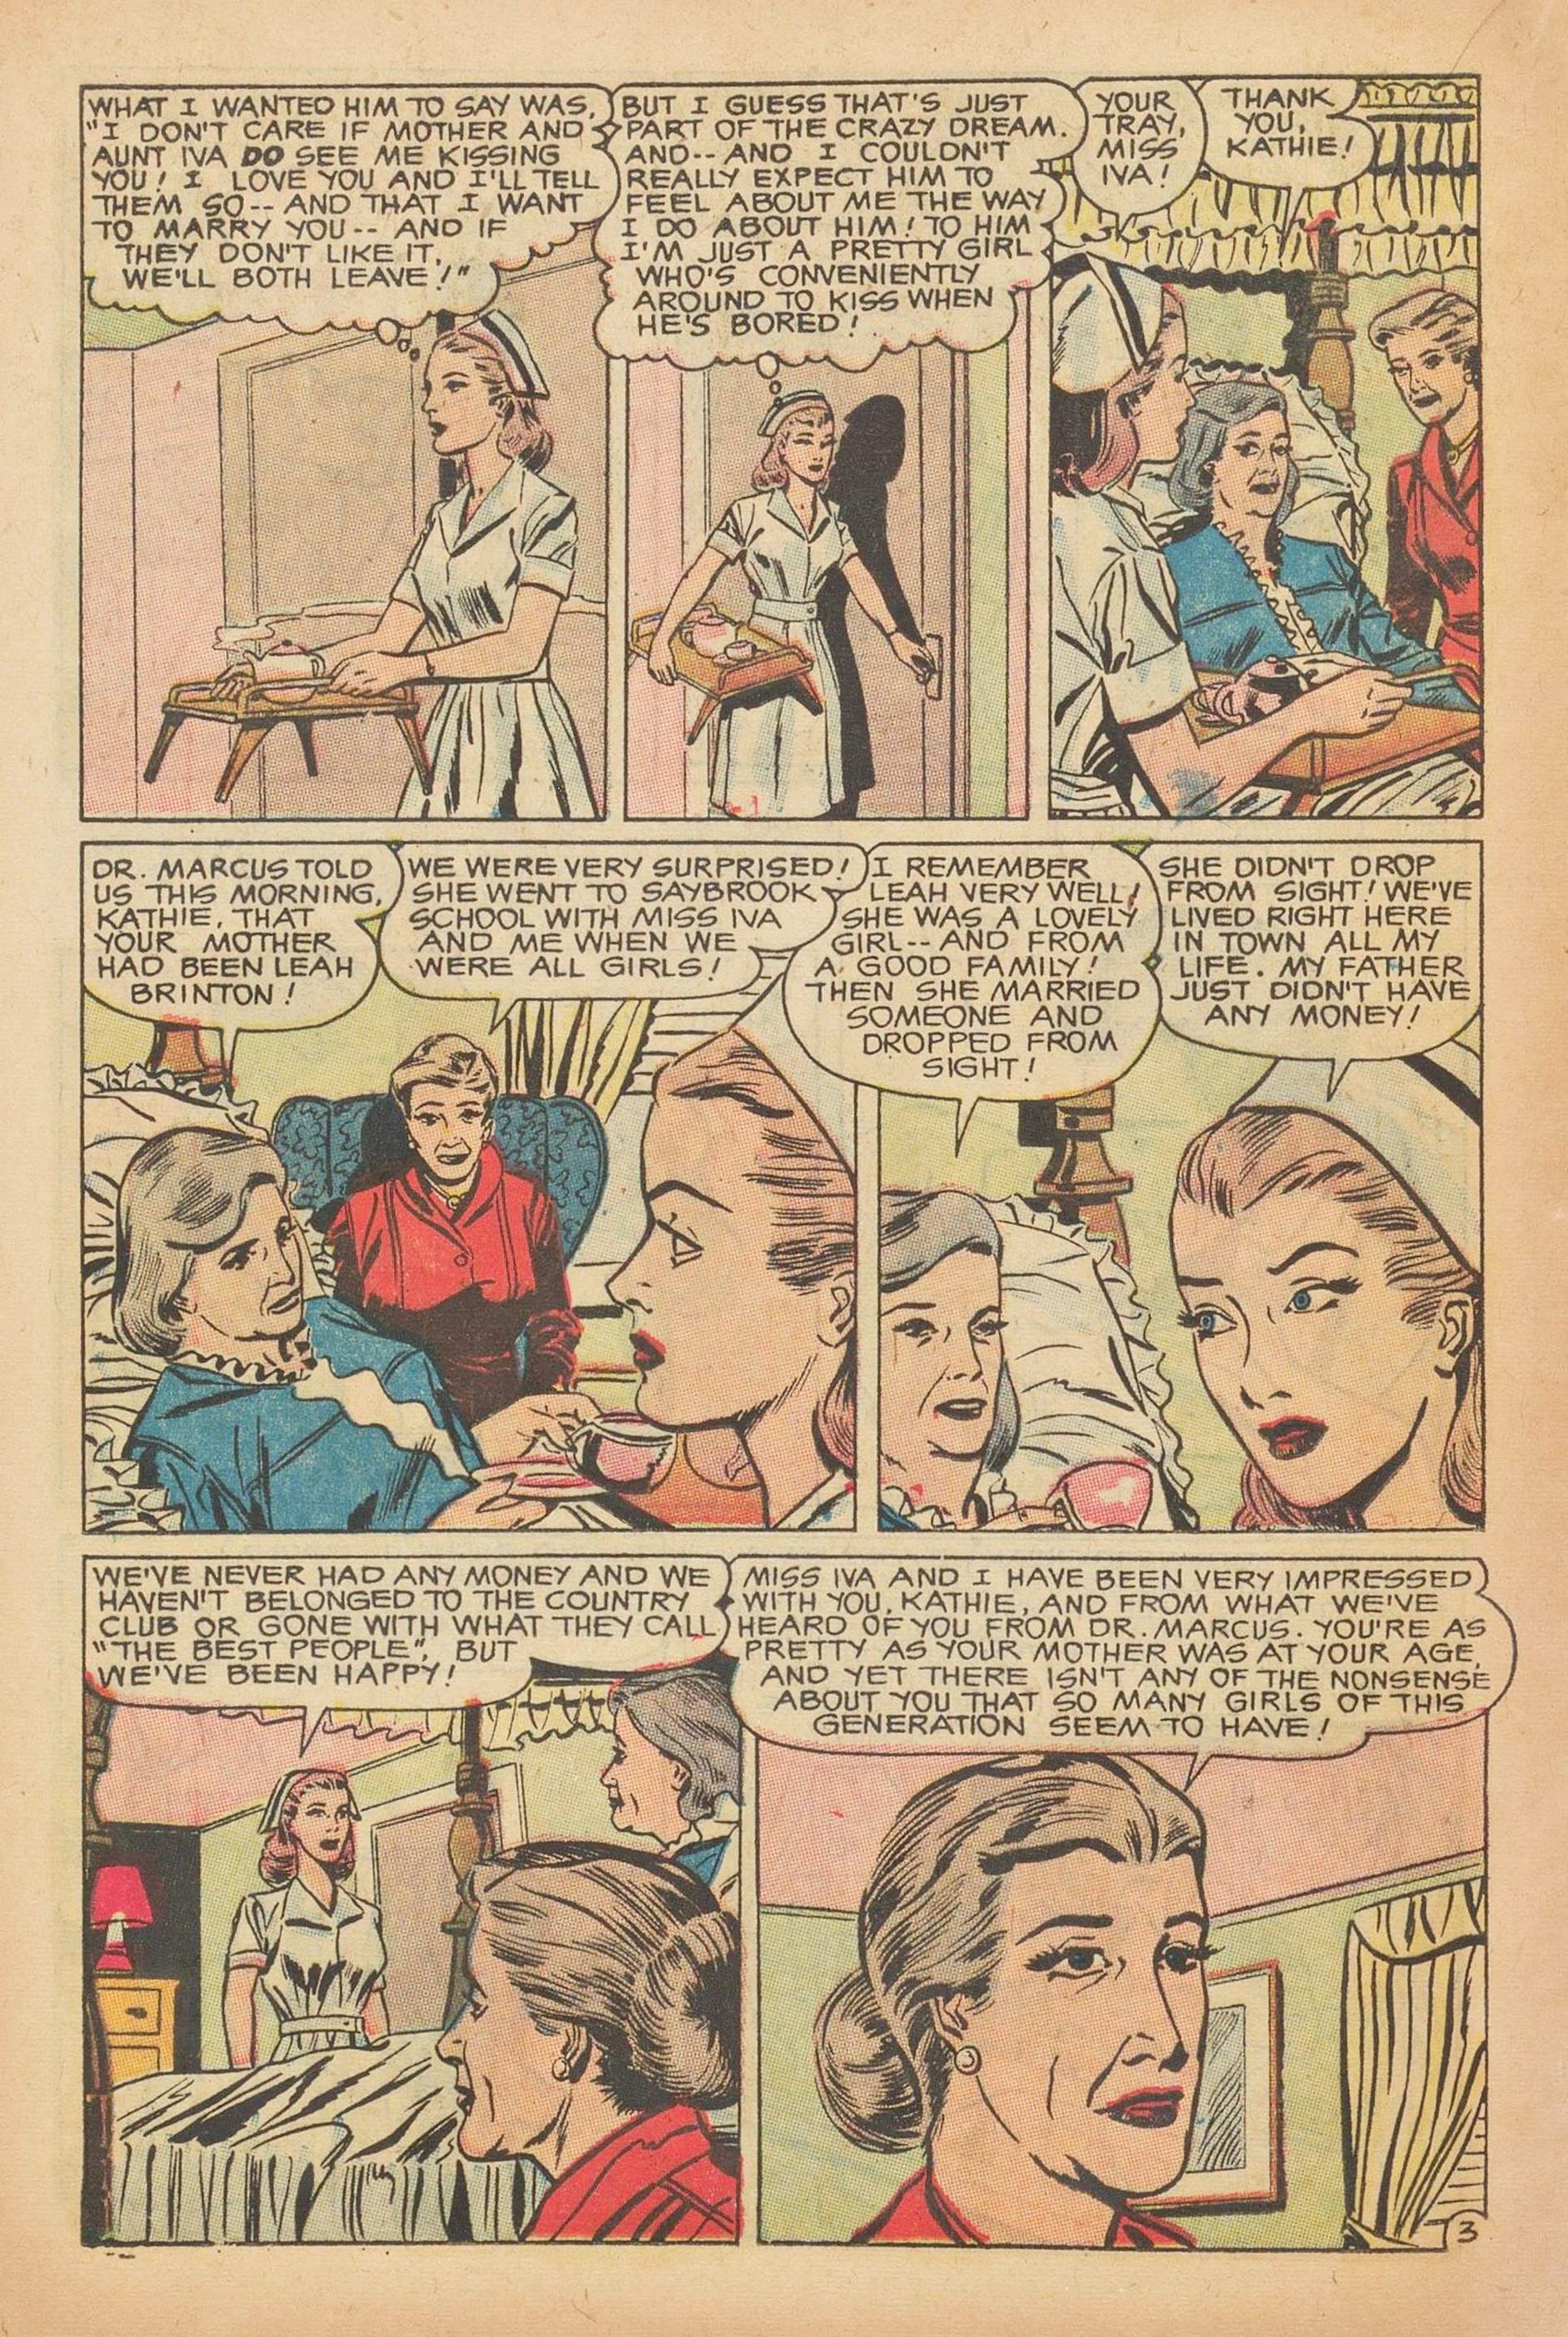 WHAT I WANTED HIM TO SAY WAS,
"I DON'T CARE IF MOTHER AND
AUNT IVA DO SEE ME KISSING
YOU! I LOVE YOU AND I'LL TELL
THEM SO-- AND THAT I WANT
TO MARRY YOU-- AND IF
THEY DON'T LIKE IT,
WE'LL BOTH LEAVE!"
BUT I GUESS THAT'S JUST
PART OF THE CRAZY DREAM.
AND-- AND I COULDN'T
REALLY EXPECT HIM TO
FEEL ABOUT ME THE WAY
I DO ABOUT HIM! TO HIM
I'M JUST A PRETTY GIRL
WHO'S CONVENIENTLY
AROUND TO KISS WHEN
HE'S BORED!
YOUR
TRAY,
MISS
IVA!
THANK
YOU,
KATHIE!
DR. MARCUS TOLD
US THIS MORNING,
KATHIE, THAT
YOUR MOTHER
HAD BEEN LEAH
BRINTON!
WE WERE VERY SURPRISED!
SHE WENT TO SAYBROOK
SCHOOL WITH MISS IVA
AND ME WHEN WE
WERE ALL GIRLS!
I REMEMBER
LEAH VERY WELL!
SHE WAS A LOVELY
GIRL-- AND FROM
A GOOD FAMILY!
THEN SHE MARRIED
SOMEONE AND
DROPPED FROM
SIGHT!
SHE DIDN'T DROP
FROM SIGHT! WE'VE
LIVED RIGHT HERE
IN TOWN ALL MY
LIFE. MY FATHER
JUST DIDN'T HAVE
ANY MONEY!
WE'VE NEVER HAD ANY MONEY AND WE
HAVEN'T BELONGED TO THE COUNTRY
CLUB OR GONE WITH WHAT THEY CALL
"THE BEST PEOPLE", BUT
WE'VE BEEN HAPPY!
MISS IVA AND I HAVE BEEN VERY IMPRESSED
WITH YOU, KATHIE, AND FROM WHAT WE'VE
HEARD OF YOU FROM DR. MARCUS. YOU'RE AS
PRETTY AS YOUR MOTHER WAS AT YOUR AGE,
AND YET THERE ISN'T ANY OF THE NONSENSE
ABOUT YOU THAT SO MANY GIRLS OF THIS
GENERATION SEEM TO HAVE!
3